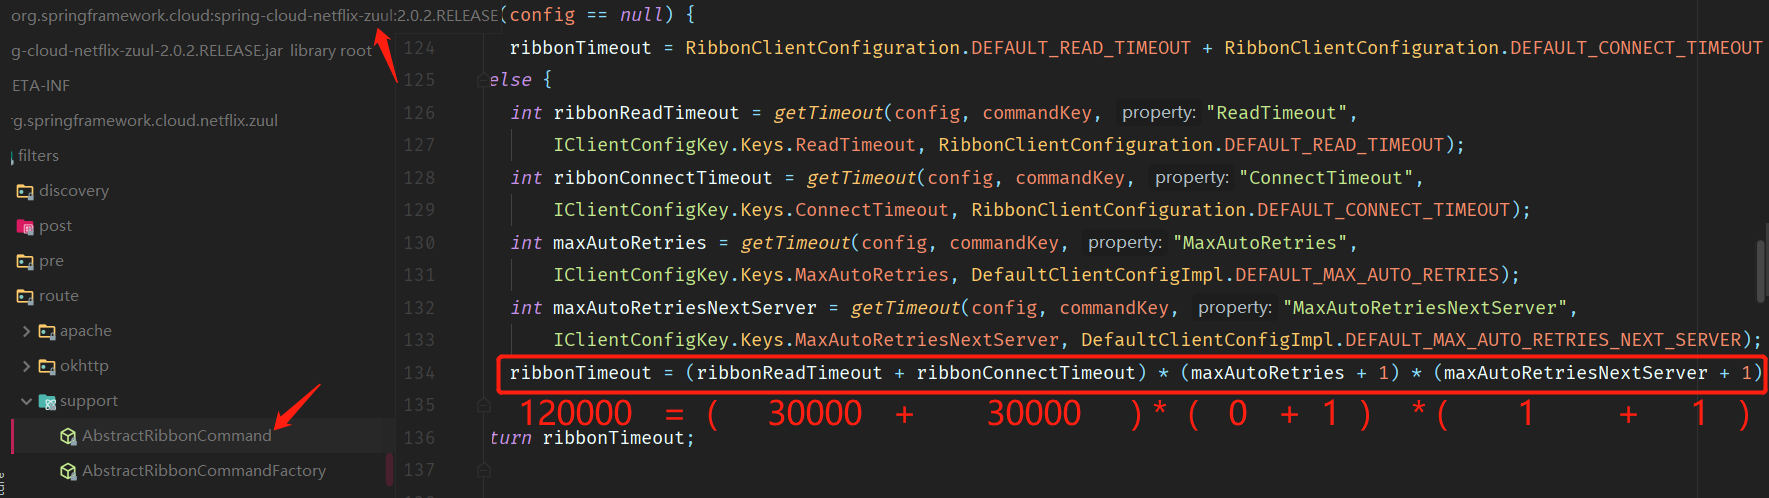 org.springframework.cloud:spring-cloud-netflix-zuul:2.0.2.RELEASE
g-cloud-netflix-zuul-2.0.2.RELEASE.jar library root
ETA-INF
rg.springframework.cloud.netflix.zuul
filters
discovery
post
pre
route
apache
okhttp
support
AbstractRibbonCommand
AbstractRibbonCommandFactory
(config == null) {
124 ribbonTimeout = RibbonClientConfiguration.DEFAULT_READ_TIMEOUT + RibbonClientConfiguration.DEFAULT_CONNECT_TIMEOUT
125 else {
126 int ribbonReadTimeout = getTimeout(config, commandKey, property: "ReadTimeout",
127 IClientConfigKey.Keys.ReadTimeout, RibbonClientConfiguration.DEFAULT_READ_TIMEOUT);
128 int ribbonConnectTimeout = getTimeout(config, commandKey, property: "ConnectTimeout",
129 IClientConfigKey.Keys.ConnectTimeout, RibbonClientConfiguration.DEFAULT_CONNECT_TIMEOUT);
130 int maxAutoRetries = getTimeout(config, commandKey, property: "MaxAutoRetries",
131 IClientConfigKey.Keys.MaxAutoRetries, DefaultClientConfigImpl.DEFAULT_MAX_AUTO_RETRIES);
132 int maxAutoRetriesNextServer = getTimeout(config, commandKey, property: "MaxAutoRetriesNextServer",
133 IClientConfigKey.Keys.MaxAutoRetriesNextServer, DefaultClientConfigImpl.DEFAULT_MAX_AUTO_RETRIES_NEXT_SERVER);
134 ribbonTimeout = (ribbonReadTimeout + ribbonConnectTimeout) * (maxAutoRetries + 1) * (maxAutoRetriesNextServer + 1)
135 120000 = ( 30000 + 30000 ) * ( 0 + 1 ) * ( 1 + 1 )
136 turn ribbonTimeout;
137